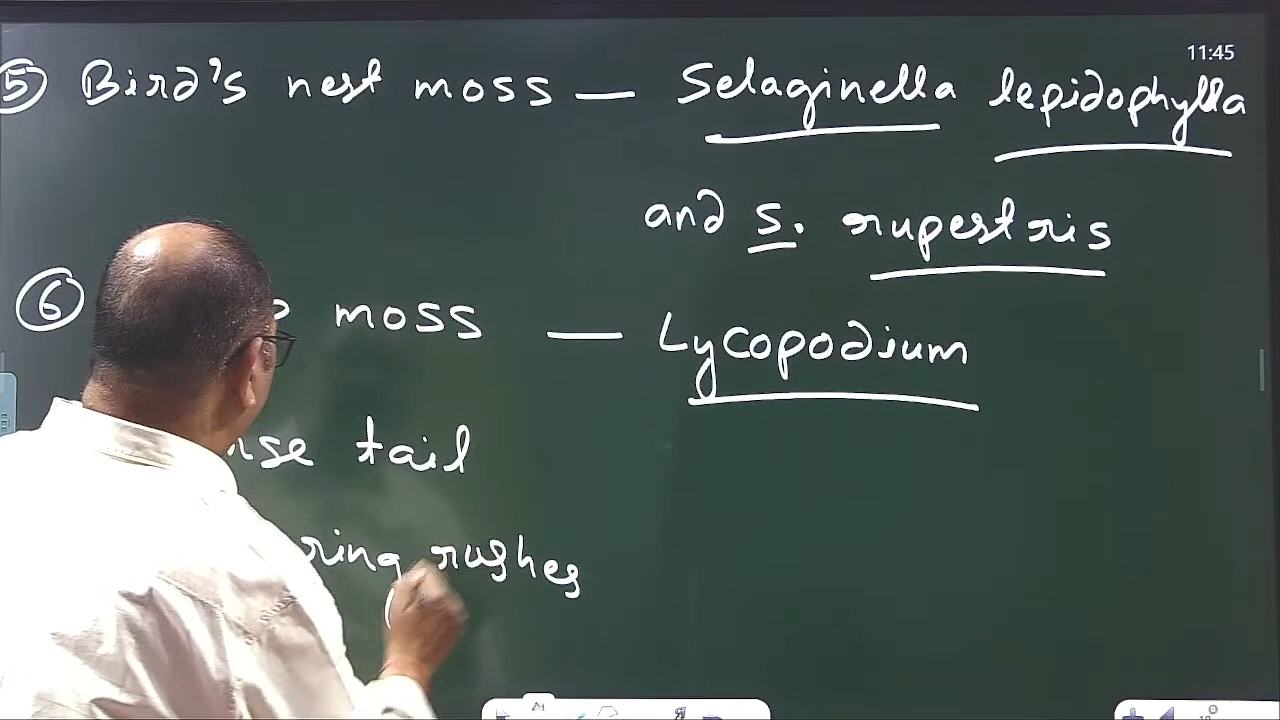 11:45
⑤ Bird's nest moss — Selaginella lepidophylla
and S. rupestris
⑥ moss — Lycopodium
tail
rushes